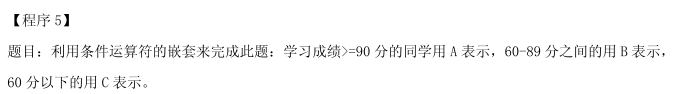 【程序 5】
题目：利用条件运算符的嵌套来完成此题：学习成绩>=90 分的同学用 A 表示，60-89 分之间的用 B 表示，
60 分以下的用 C 表示。